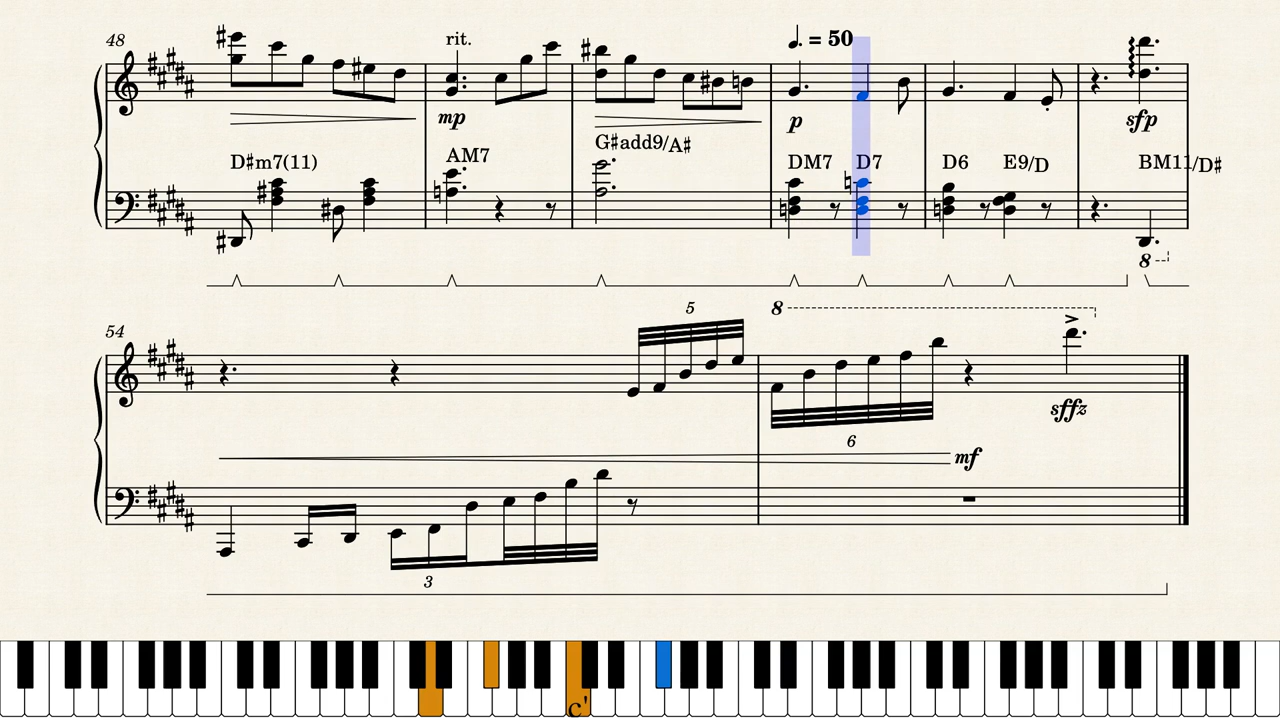 48 rit. ♩. = 50
mp p sfp
D♯m7(11) AM7 G♯add9/A♯ DM7 D7 D6 E9/D BM11/D♯
8
54 5 8
6 sffz
mf
3
c'